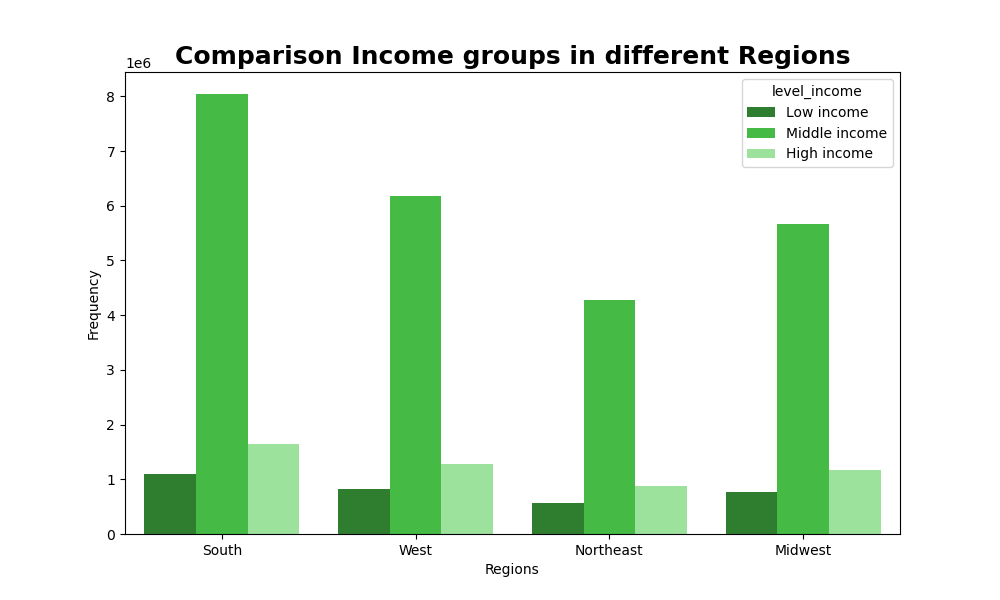 Comparison Income groups in different Regions
1e6
level_income
Low income
Middle income
High income
8
7
6
5
4
3
2
1
0
Frequency
South West Northeast Midwest
Regions